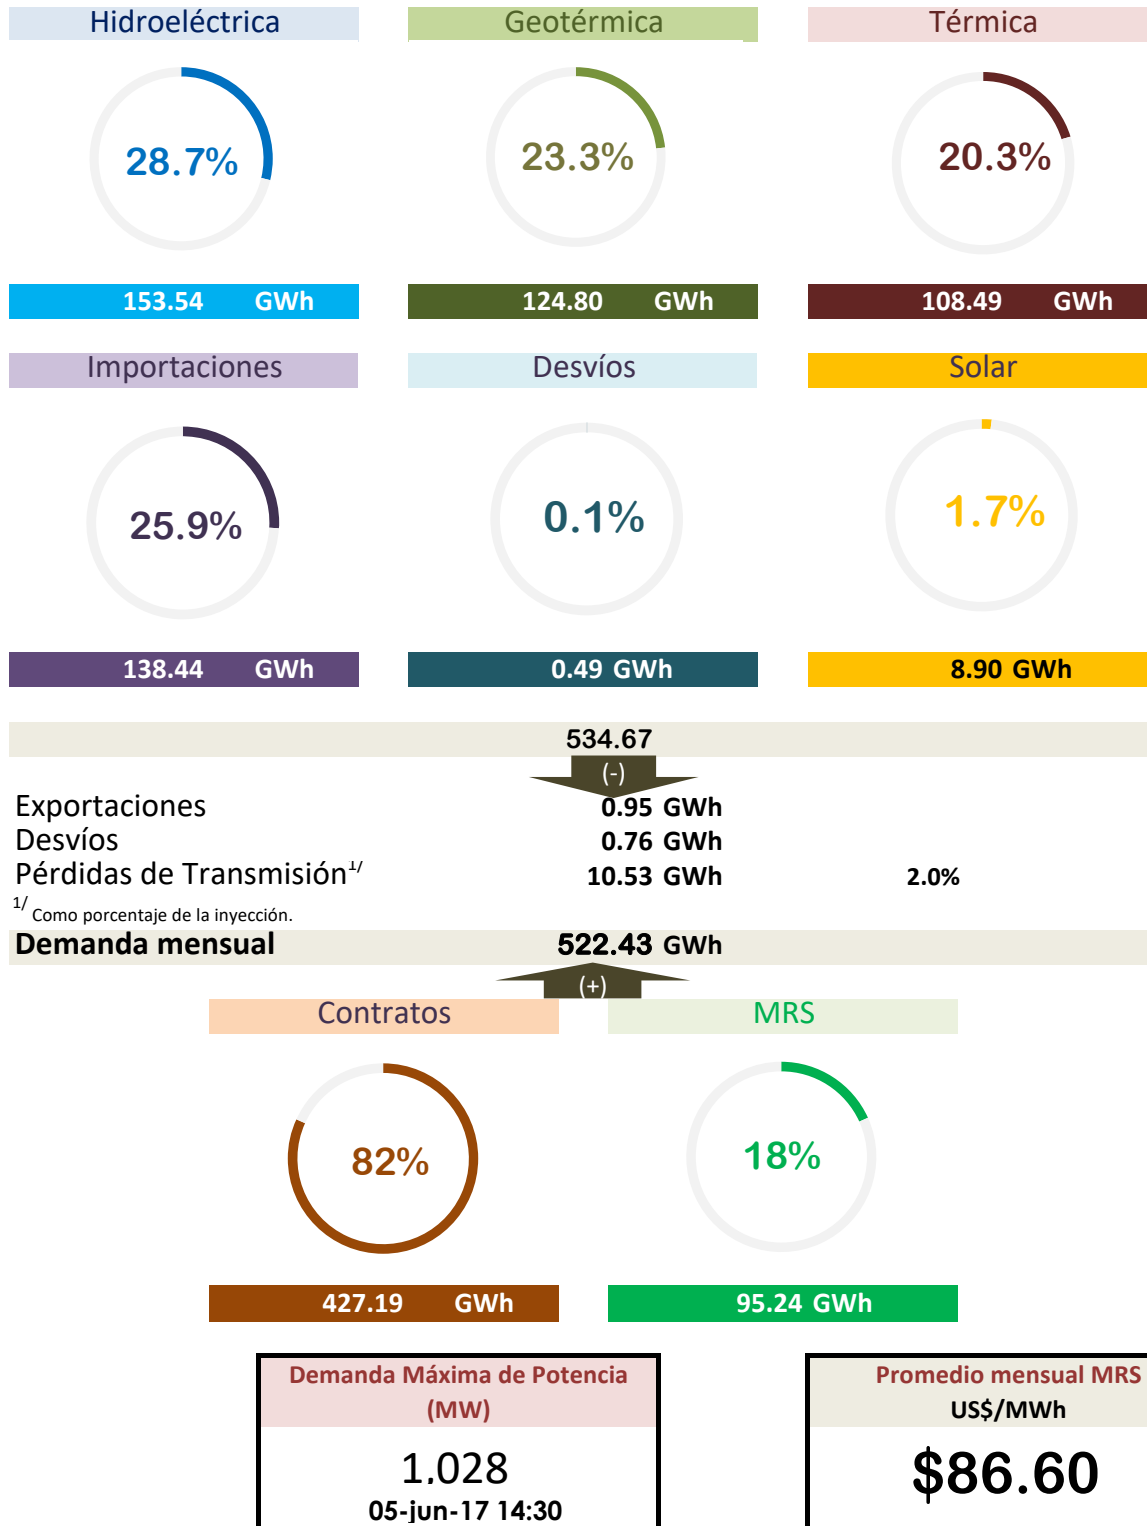 Hidroeléctrica Geotérmica Térmica
28.7% 23.3% 20.3%
153.54 GWh 124.80 GWh 108.49 GWh
Importaciones Desvíos Solar
25.9% 0.1% 1.7%
138.44 GWh 0.49 GWh 8.90 GWh
534.67
(-)
Exportaciones 0.95 GWh
Desvíos 0.76 GWh
Pérdidas de Transmisión 1/ 10.53 GWh 2.0%
1/ Como porcentaje de la inyección.
Demanda mensual 522.43 GWh
(+)
Contratos MRS
82% 18%
427.19 GWh 95.24 GWh
Demanda Máxima de Potencia
(MW)
1,028
05-jun-17 14:30
Promedio mensual MRS
US$/MWh
$86.60